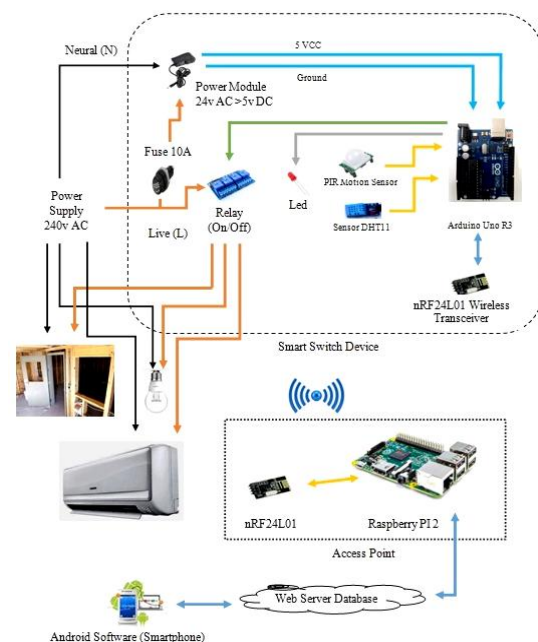 5 VCC
Neural (N)
Ground
Power Module
24v AC >5v DC
Fuse 10A
Power
Supply
240v AC
Relay
(On/Off)
Live (L)
Led
PIR Motion Sensor
Sensor DHT11
Arduino Uno R3
nRF24L01 Wireless
Transceiver
Smart Switch Device
nRF24L01
Raspberry PI 2
Access Point
Web Server Database
Android Software (Smartphone)